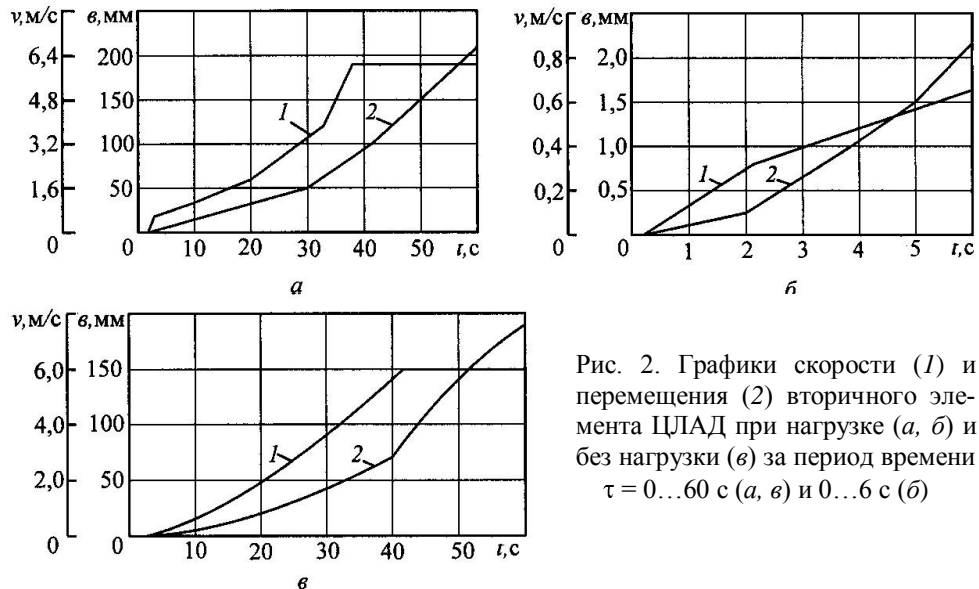 v, м/с в, мм
6,4 200
4,8 150
3,2 100
1,6 50
0 0 10 20 30 40 50 t, с
1 2
а
v, м/с в, мм
0,8 2,0
0,6 1,5
0,4 1,0
0,2 0,5
0 0 1 2 3 4 5 t, с
1 2
б
v, м/с в, мм
6,0 150
4,0 100
2,0 50
0 0 10 20 30 40 50 t, с
1 2
в
Рис. 2. Графики скорости (1) и
перемещения (2) вторичного эле-
мента ЦЛАД при нагрузке (а, б) и
без нагрузки (в) за период времени
τ = 0…60 с (а, в) и 0…6 с (б)